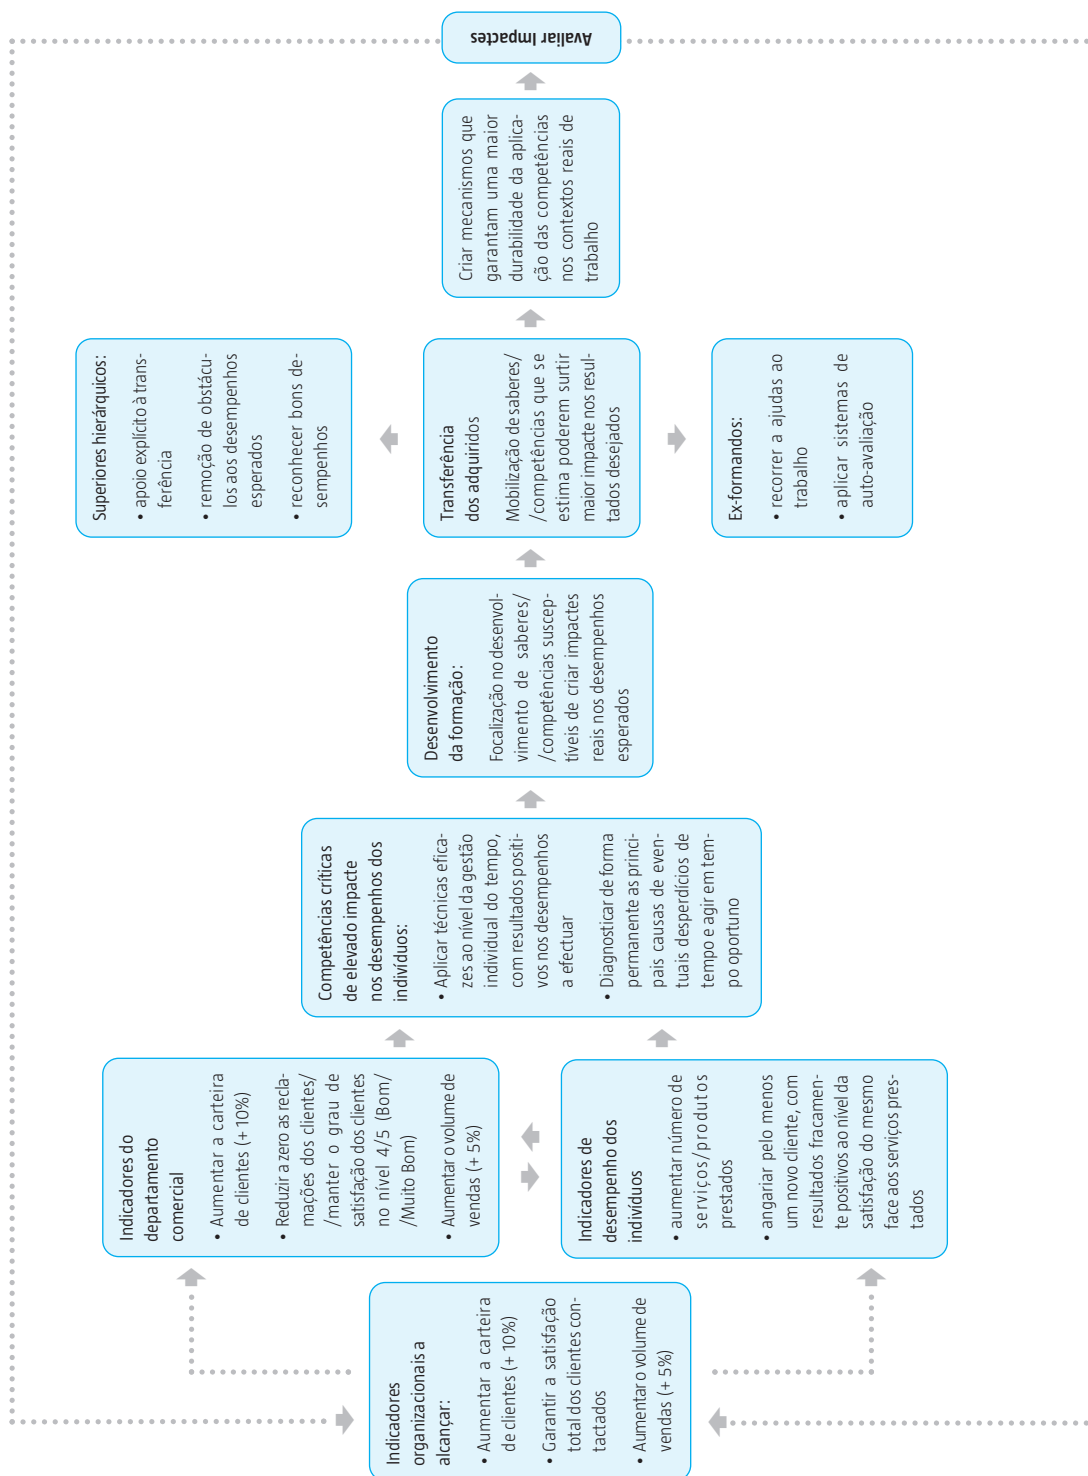 Indicadores
organizacionais a
alcançar:
• Aumentar a carteira
de clientes (+ 10%)
• Garantir a satisfação
total dos clientes con-
tactados
• Aumentar o volume de
vendas (+ 5%)
Indicadores do
departamento
comercial
• Aumentar a carteira
de clientes (+ 10%)
• Reduzir a zero as recla-
mações dos clientes/
/manter o grau de
satisfação dos clientes
no nível 4/5 (Bom/
/Muito Bom)
• Aumentar o volume de
vendas (+ 5%)
Indicadores de
desempenho dos
indivíduos
• aumentar número de
serviços/produtos
prestados
• angariar pelo menos
um novo cliente, com
resultados fracamen-
te positivos ao nível da
satisfação do mesmo
face aos serviços pres-
tados
Competências críticas
de elevado impacte
nos desempenhos dos
indivíduos:
• Aplicar técnicas efica-
zes ao nível da gestão
individual do tempo,
com resultados positi-
vos nos desempenhos
a efectuar
• Diagnosticar de forma
permanente as princi-
pais causas de even-
tuais desperdícios de
tempo e agir em tem-
po oportuno
Desenvolvimento
da formação:
Focalização no desenvol-
vimento de saberes/
/competências suscep-
tíveis de criar impactes
reais nos desempenhos
esperados
Superiores hierárquicos:
• apoio explícito à trans-
ferência
• remoção de obstácu-
los aos desempenhos
esperados
• reconhecer bons de-
sempenhos
Transferência
dos adquiridos
Mobilização de saberes/
/competências que se
estima poderem surtir
maior impacte nos resul-
tados desejados
Ex-formandos:
• recorrer a ajudas ao
trabalho
• aplicar sistemas de
auto-avaliação
Criar mecanismos que
garantam uma maior
durabilidade da aplica-
ção das competências
nos contextos reais de
trabalho
Avaliar Impactes